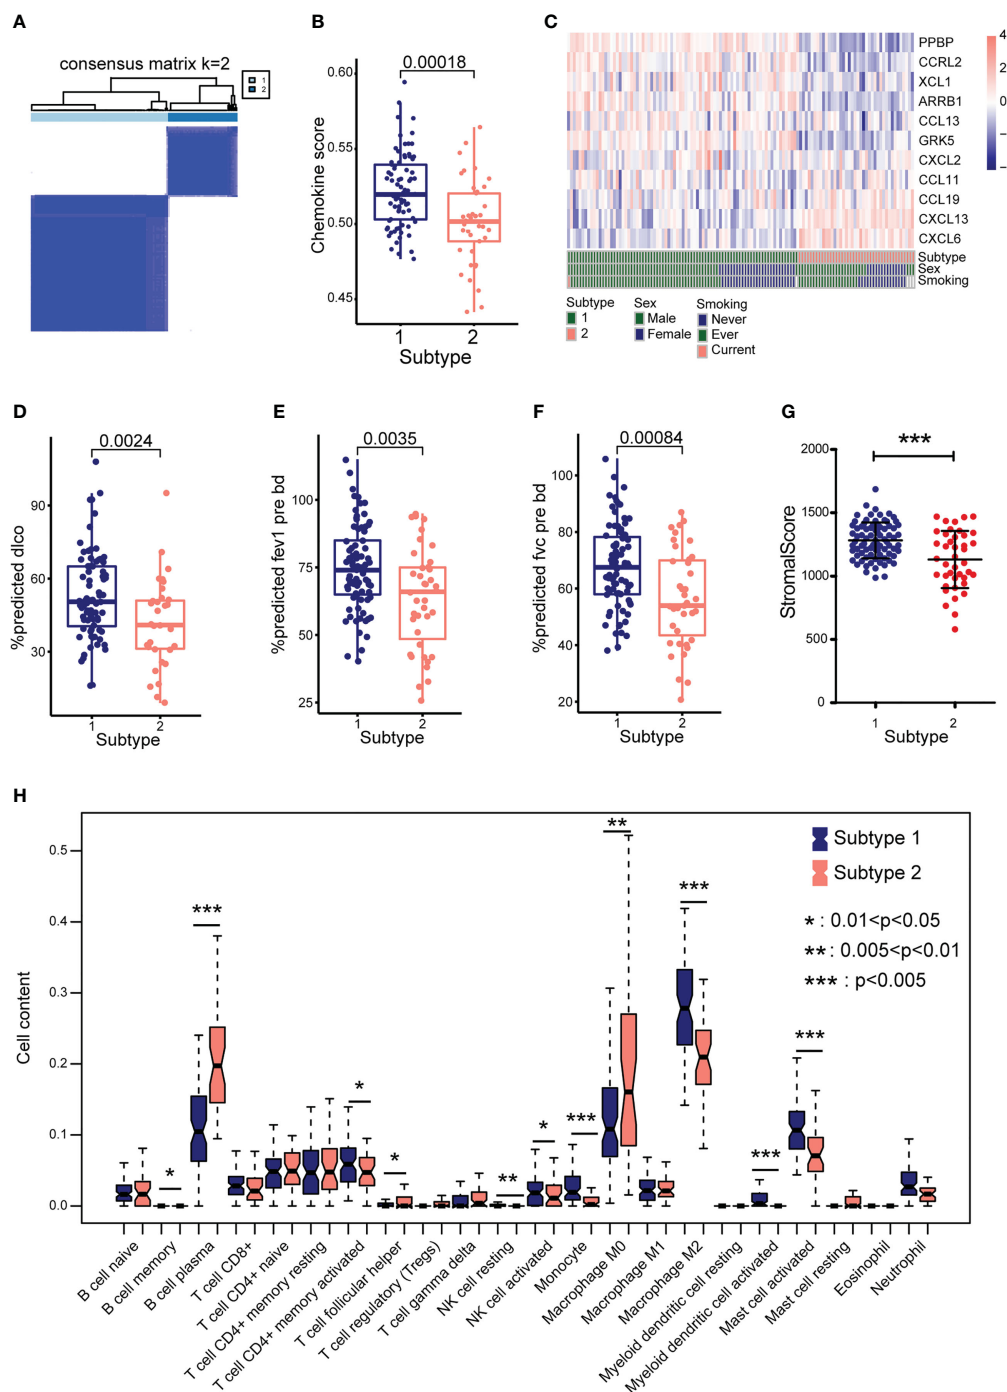 A
consensus matrix k=2
1
2
B
0.00018
Chemokine score
0.60
0.55
0.50
0.45
1
2
Subtype
C
PPBP
CCRL2
XCL1
ARRB1
CCL13
GRK5
CXCL2
CCL11
CCL19
CXCL13
CXCL6
Subtype
Sex
Smoking
4
2
0
Subtype
1
2
Sex
Male
Female
Smoking
Never
Ever
Current
D
0.0024
%predicted dlco
90
60
30
1
2
Subtype
E
0.0035
%predicted fev1 pre bd
100
75
50
25
1
2
Subtype
F
0.00084
%predicted fvc pre bd
100
80
60
40
20
1
2
Subtype
G
***
StromalScore
2000
1500
1000
500
0
1
2
Subtype
H
Cell content
0.5
0.4
0.3
0.2
0.1
0.0
*
***
*
*
**
*
***
**
***
***
***
Subtype 1
Subtype 2
* : 0.01<p<0.05
** : 0.005<p<0.01
*** : p<0.005
B cell naive
B cell memory
B cell plasma
T cell CD8+
T cell CD4+ naive
T cell CD4+ memory resting
T cell CD4+ memory activated
T cell follicular helper
T cell regulatory (Tregs)
T cell gamma delta
NK cell resting
NK cell activated
Monocyte
Macrophage M0
Macrophage M1
Macrophage M2
Myeloid dendritic cell resting
Myeloid dendritic cell activated
Mast cell activated
Mast cell resting
Eosinophil
Neutrophil